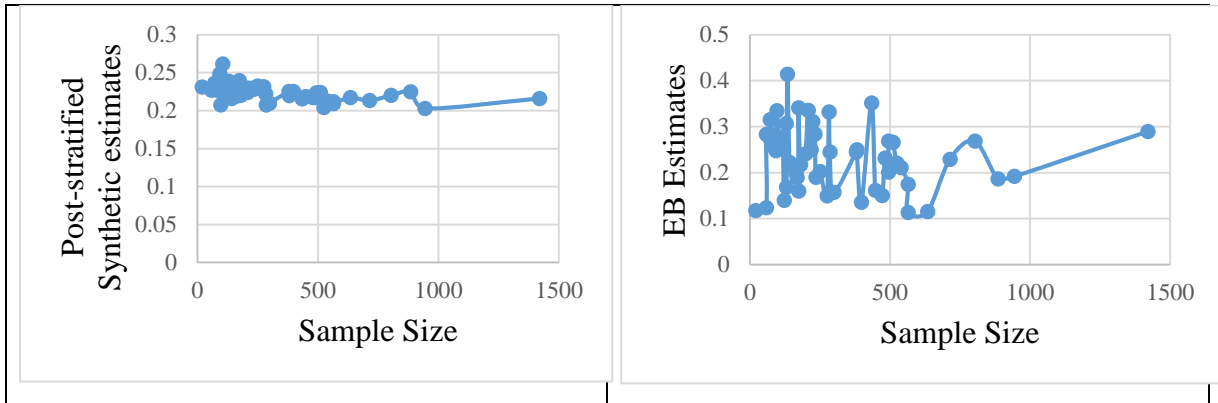 0.3
0.25
0.2
0.15
0.1
0.05
0
0 500 1000 1500
Post-stratified
Synthetic estimates
Sample Size
0.5
0.4
0.3
0.2
0.1
0
0 500 1000 1500
EB Estimates
Sample Size